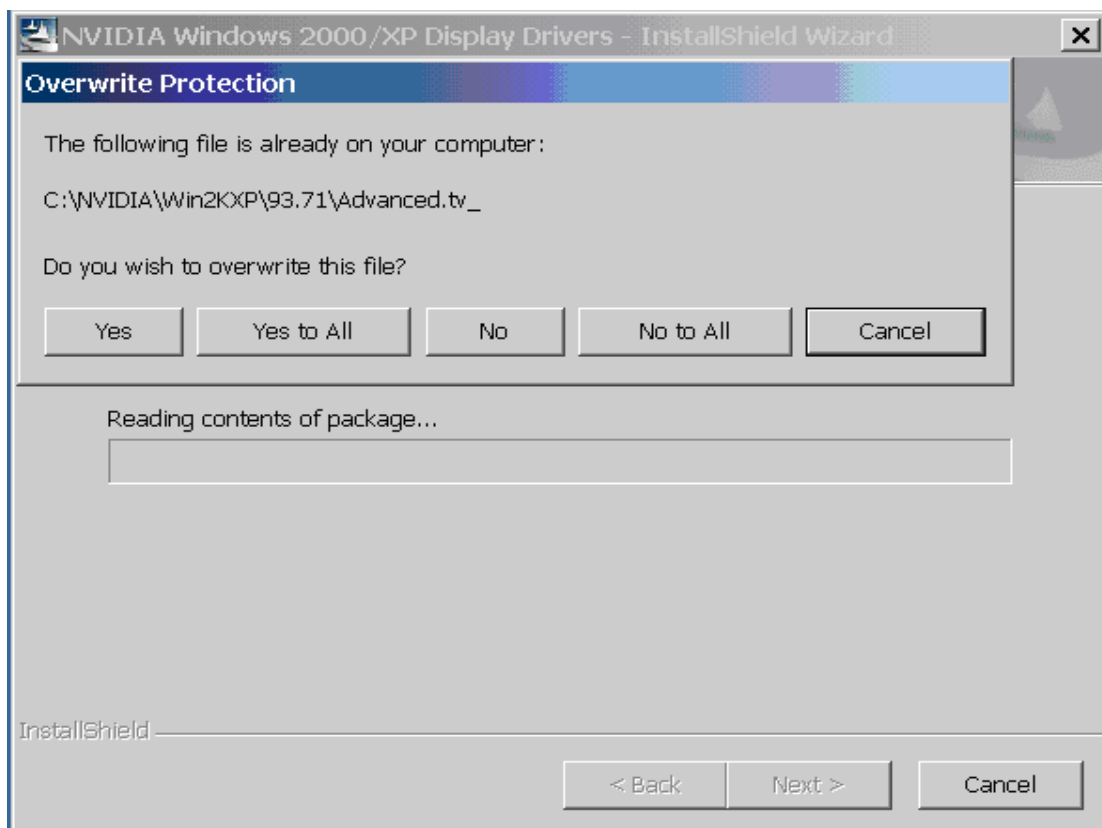 NVIDIA Windows 2000/XP Display Drivers - InstallShield Wizard
Overwrite Protection
The following file is already on your computer:
C:\NVIDIA\Win2KXP\93.71\Advanced.tv_
Do you wish to overwrite this file?
Yes Yes to All No No to All Cancel
Reading contents of package...
InstallShield
< Back Next > Cancel